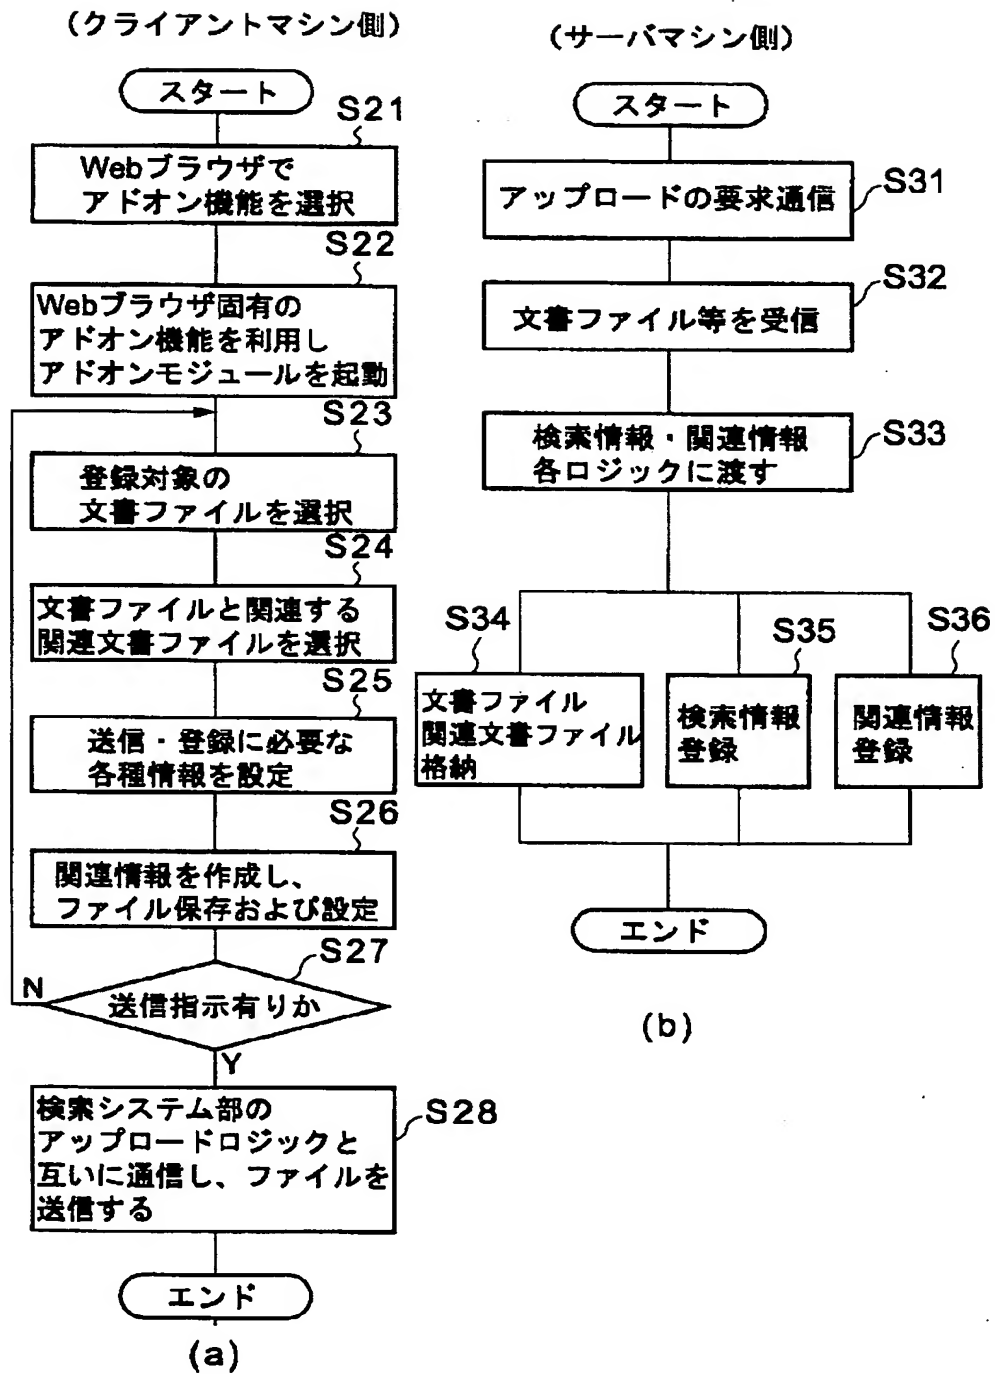 (クライアントマシン側)
スタート
S21
Webブラウザで
アドオン機能を選択
S22
Webブラウザ固有の
アドオン機能を利用し
アドオンモジュールを起動
S23
登録対象の
文書ファイルを選択
S24
文書ファイルと関連する
関連文書ファイルを選択
S25
送信・登録に必要な
各種情報を設定
S26
関連情報を作成し、
ファイル保存および設定
S27
送信指示有りか
N
Y
S28
検索システム部の
アップロードロジックと
互いに通信し、ファイルを
送信する
エンド
(a)
(サーバマシン側)
スタート
S31
アップロードの要求通信
S32
文書ファイル等を受信
S33
検索情報・関連情報
各ロジックに渡す
S34
文書ファイル
関連文書ファイル
格納
S35
検索情報
登録
S36
関連情報
登録
エンド
(b)